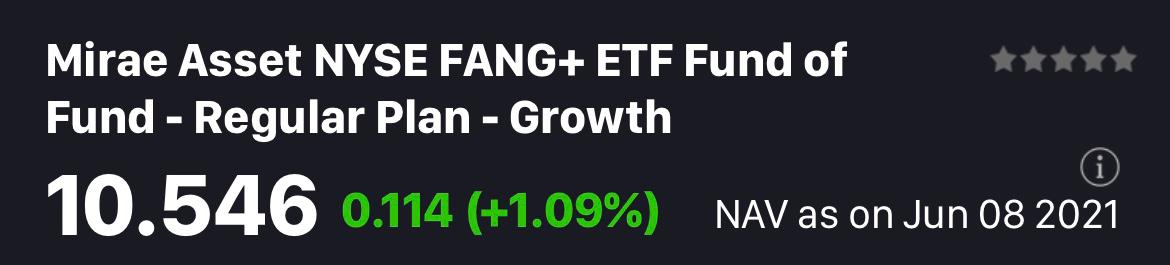 Mirae Asset NYSE FANG+ ETF Fund of
Fund - Regular Plan - Growth
10.546 0.114 (+1.09%) NAV as on Jun 08 2021